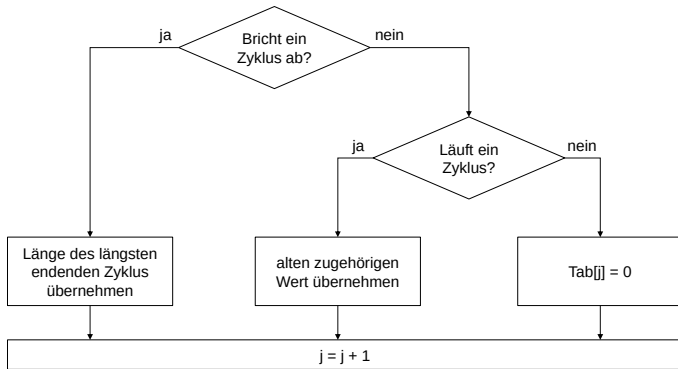 Bricht ein
Zyklus ab?
ja
nein
Läuft ein
Zyklus?
ja
nein
Länge des längsten
endenden Zyklus
übernehmen
alten zugehörigen
Wert übernehmen
Tab[j] = 0
j = j + 1